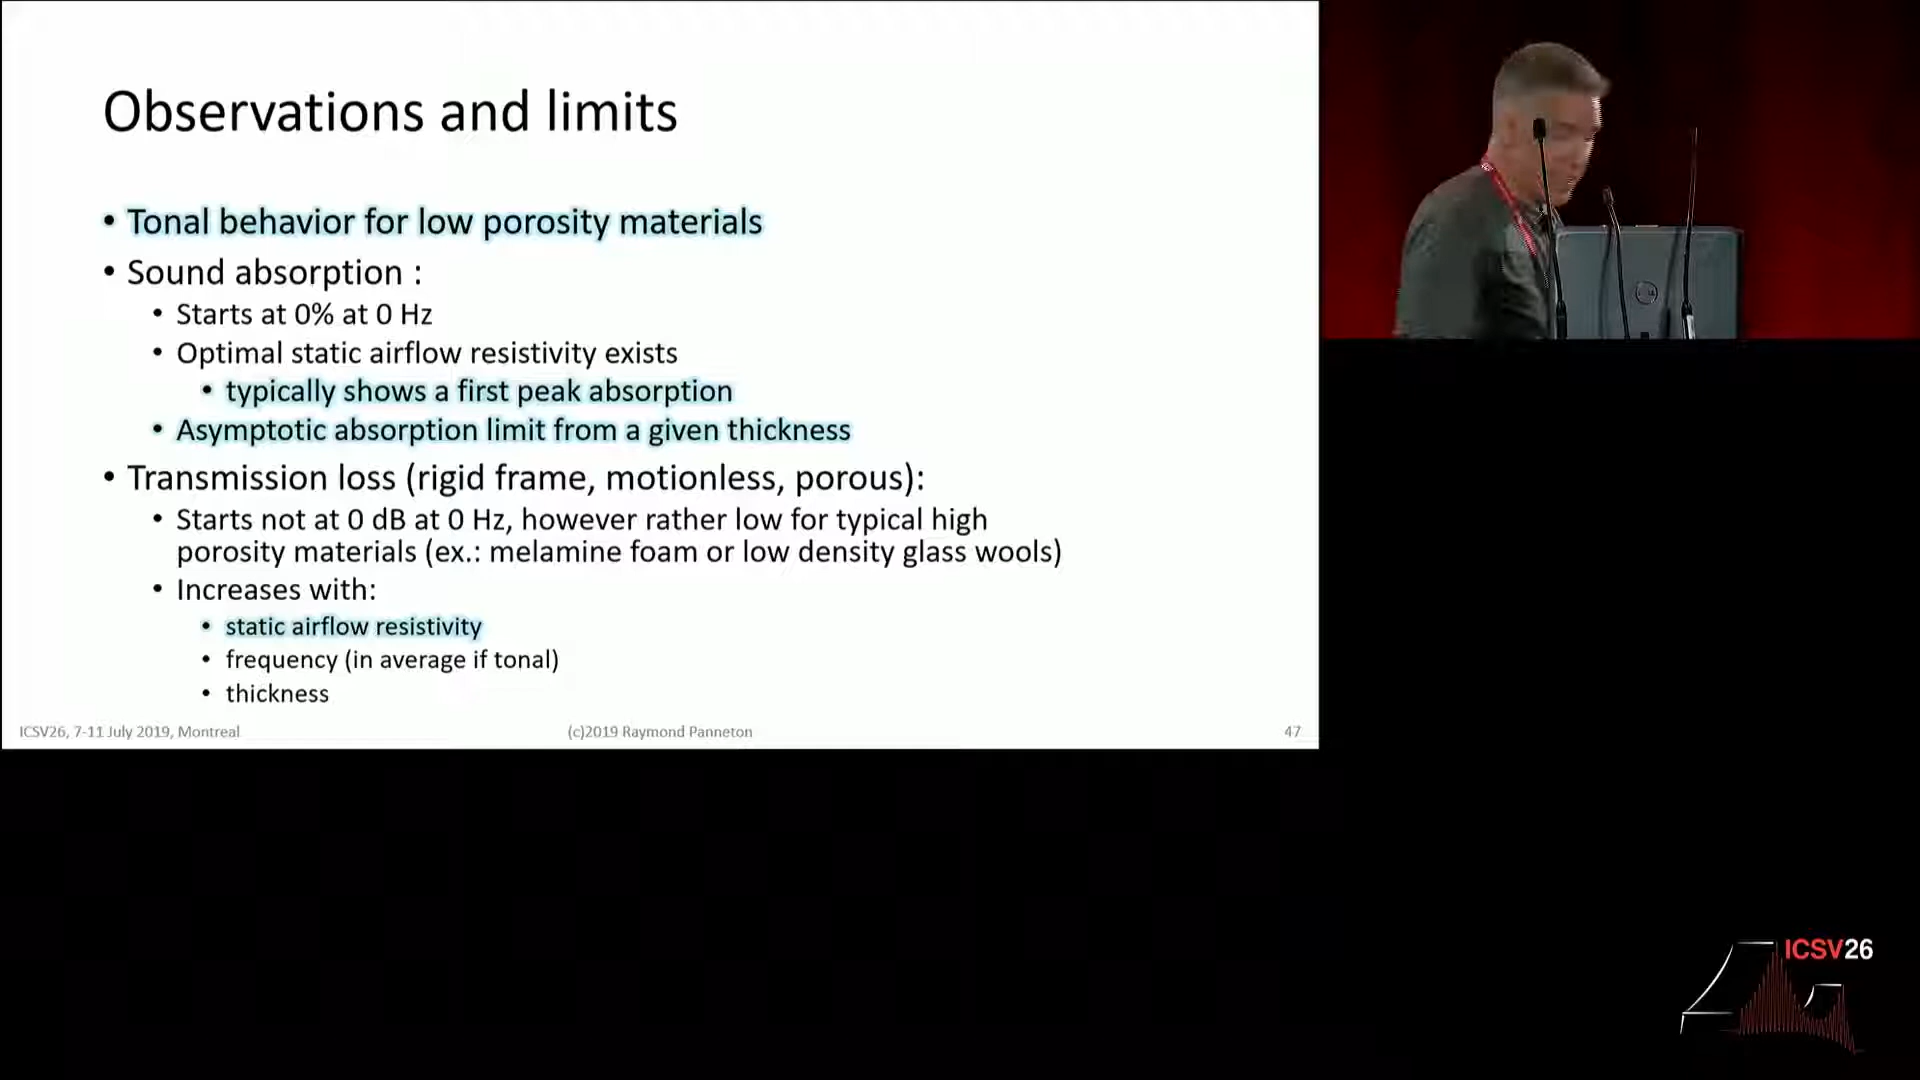 Observations and limits
• Tonal behavior for low porosity materials
• Sound absorption :
• Starts at 0% at 0 Hz
• Optimal static airflow resistivity exists
• typically shows a first peak absorption
• Asymptotic absorption limit from a given thickness
• Transmission loss (rigid frame, motionless, porous):
• Starts not at 0 dB at 0 Hz, however rather low for typical high
porosity materials (ex.: melamine foam or low density glass wools)
• Increases with:
• static airflow resistivity
• frequency (in average if tonal)
• thickness
ICSV26, 7-11 July 2019, Montreal
(c)2019 Raymond Panneton
47
ICSV26